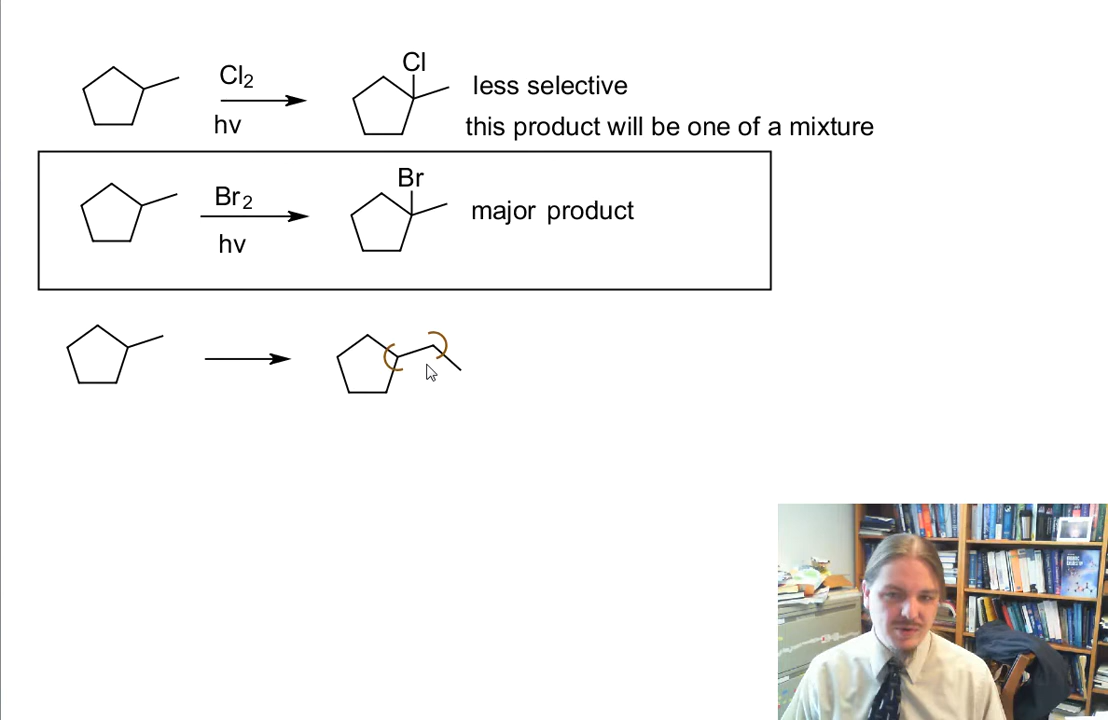 Cl
Cl2
less selective
hv
this product will be one of a mixture
Br
Br2
major product
hv